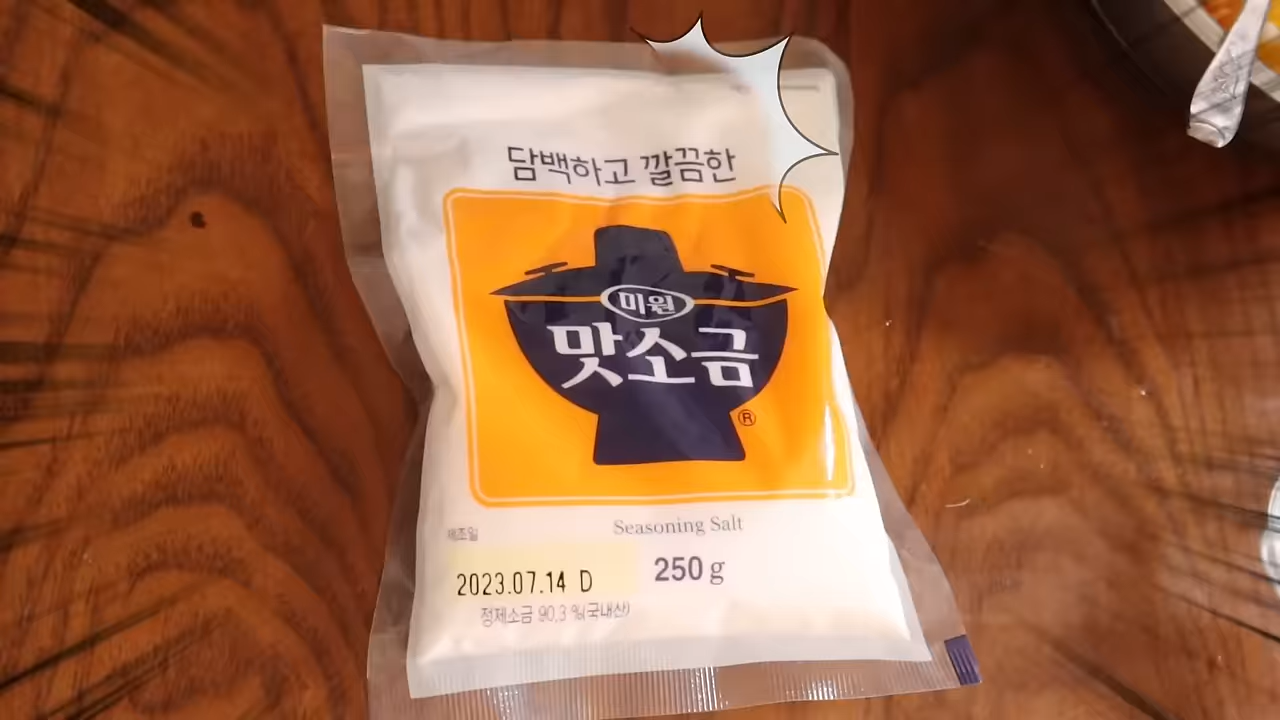 담백하고 깔끔한
미원
맛소금
®
Seasoning Salt
제조일
250 g
2023.07.14 D
정제소금 90.3 %(국내산)